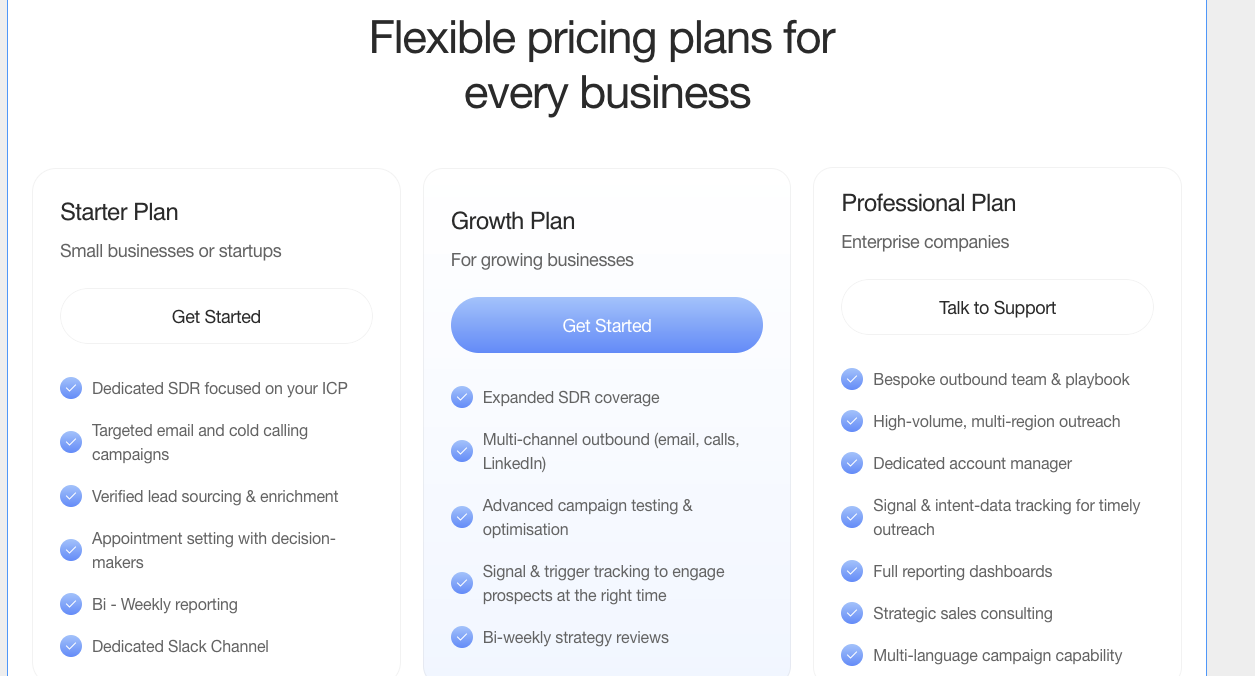 Flexible pricing plans for
every business
Starter Plan
Small businesses or startups
Get Started
Dedicated SDR focused on your ICP
Targeted email and cold calling
campaigns
Verified lead sourcing & enrichment
Appointment setting with decision-
makers
Bi - Weekly reporting
Dedicated Slack Channel
Growth Plan
For growing businesses
Get Started
Expanded SDR coverage
Multi-channel outbound (email, calls,
LinkedIn)
Advanced campaign testing &
optimisation
Signal & trigger tracking to engage
prospects at the right time
Bi-weekly strategy reviews
Professional Plan
Enterprise companies
Talk to Support
Bespoke outbound team & playbook
High-volume, multi-region outreach
Dedicated account manager
Signal & intent-data tracking for timely
outreach
Full reporting dashboards
Strategic sales consulting
Multi-language campaign capability